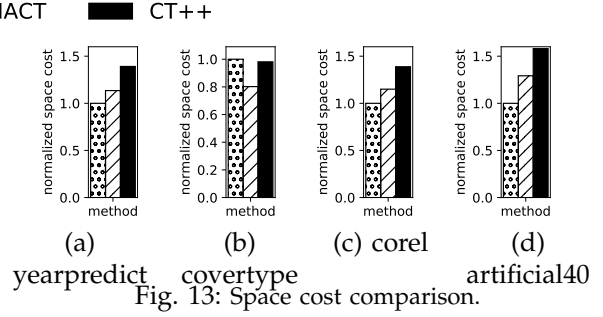 CT++
normalized space cost
1.5
1.0
0.5
0.0
method
normalized space cost
1.0
0.8
0.6
0.4
0.2
0.0
method
normalized space cost
1.5
1.0
0.5
0.0
method
normalized space cost
1.5
1.0
0.5
0.0
method
(a)
yearpredict
(b)
covertype
(c) corel
(d)
artificial40
Fig. 13: Space cost comparison.